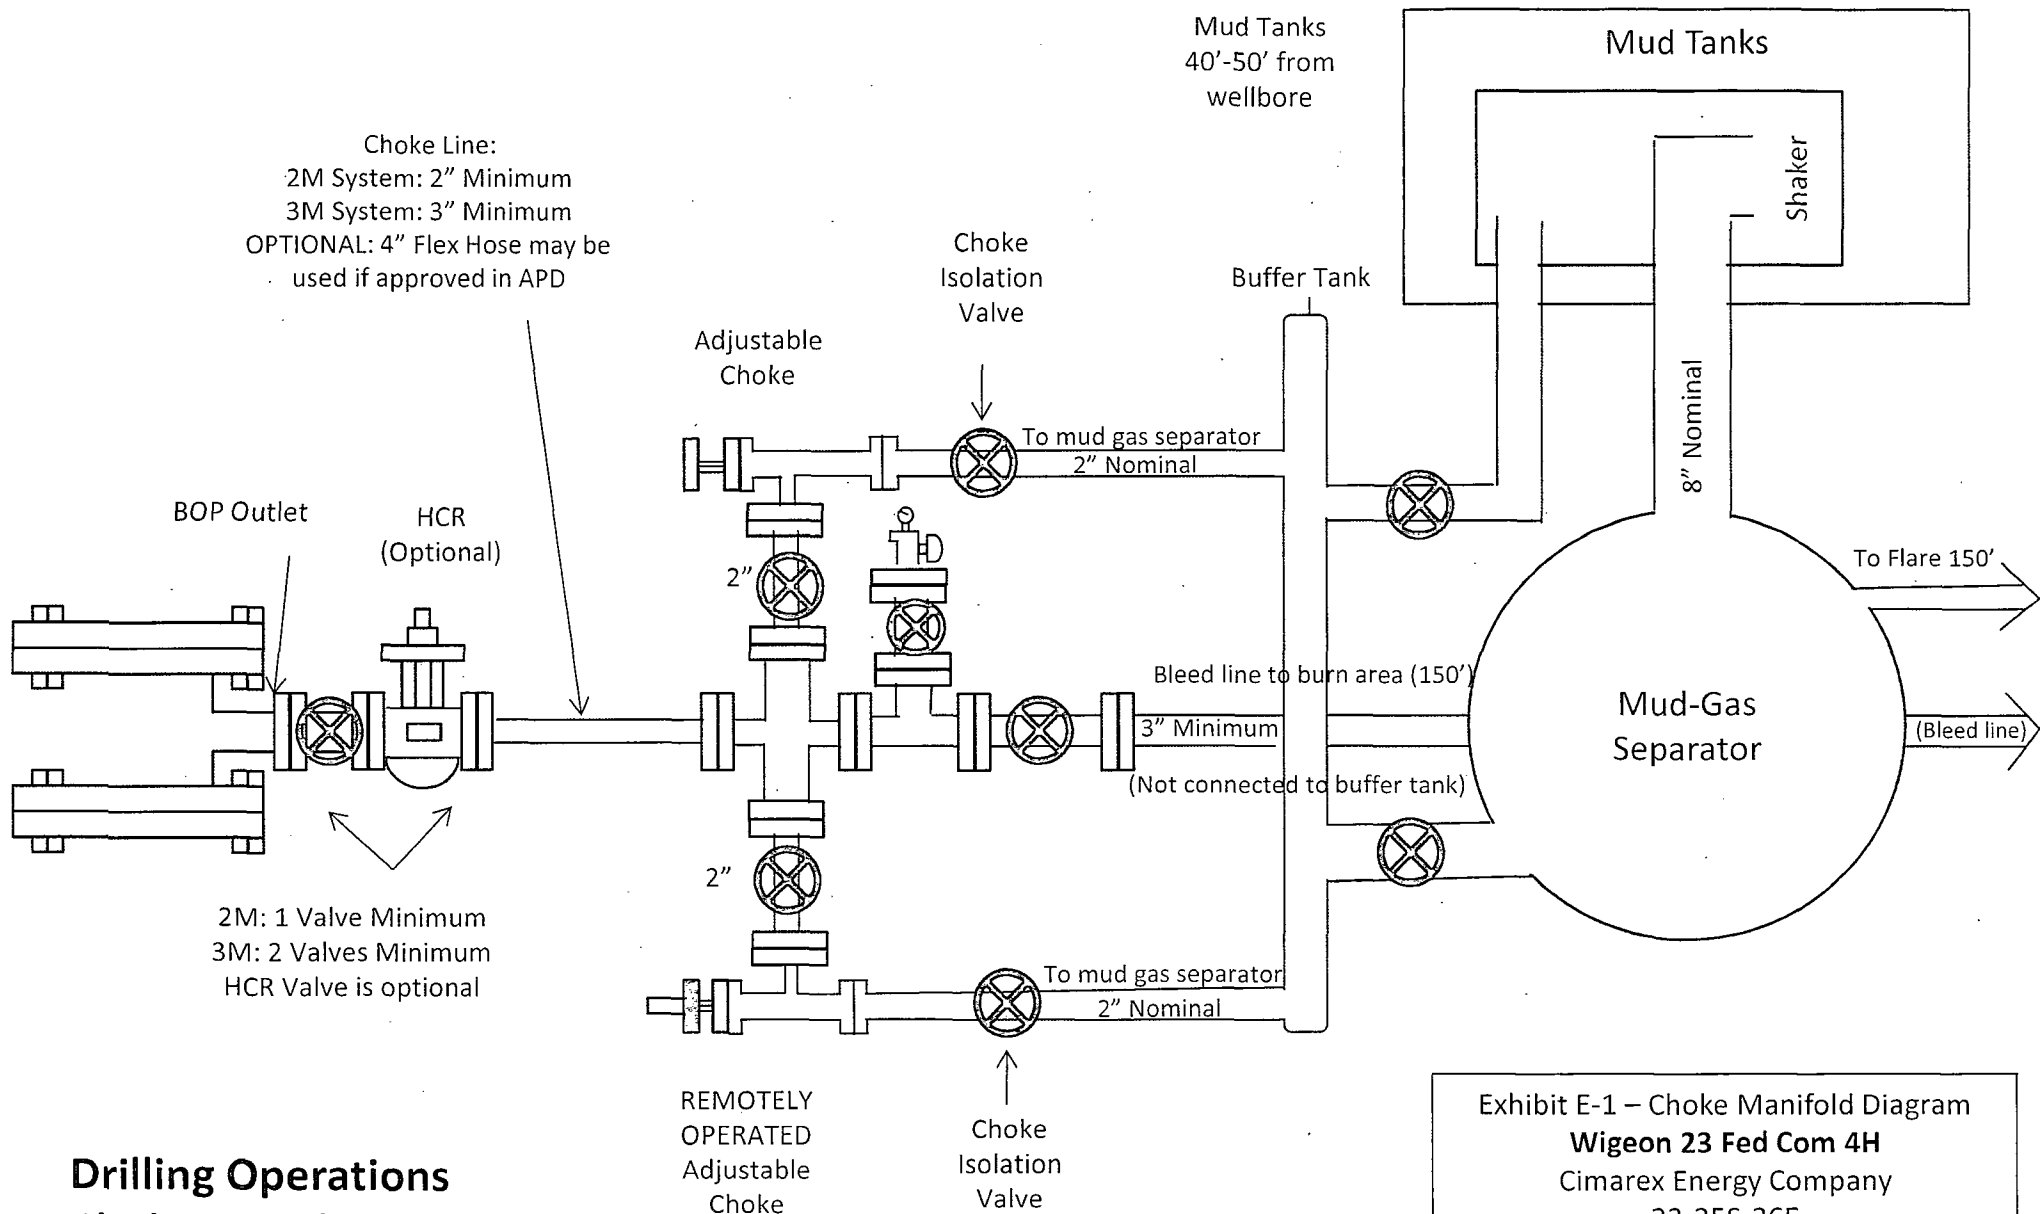 Mud Tanks
40’-50’ from
wellbore
Mud Tanks
Shaker
Choke Line:
2M System: 2” Minimum
3M System: 3” Minimum
OPTIONAL: 4” Flex Hose may be
used if approved in APD
Choke
Isolation
Valve
Buffer Tank
Adjustable
Choke
8” Nominal
To mud gas separator
2” Nominal
BOP Outlet
HCR
(Optional)
2”
To Flare 150’
Bleed line to burn area (150’)
3” Minimum
(Not connected to buffer tank)
Mud-Gas
Separator
(Bleed line)
2”
2M: 1 Valve Minimum
3M: 2 Valves Minimum
HCR Valve is optional
To mud gas separator
2” Nominal
REMOTELY
OPERATED
Adjustable
Choke
Choke
Isolation
Valve
Drilling Operations
Exhibit E-1 – Choke Manifold Diagram
Wigeon 23 Fed Com 4H
Cimarex Energy Company